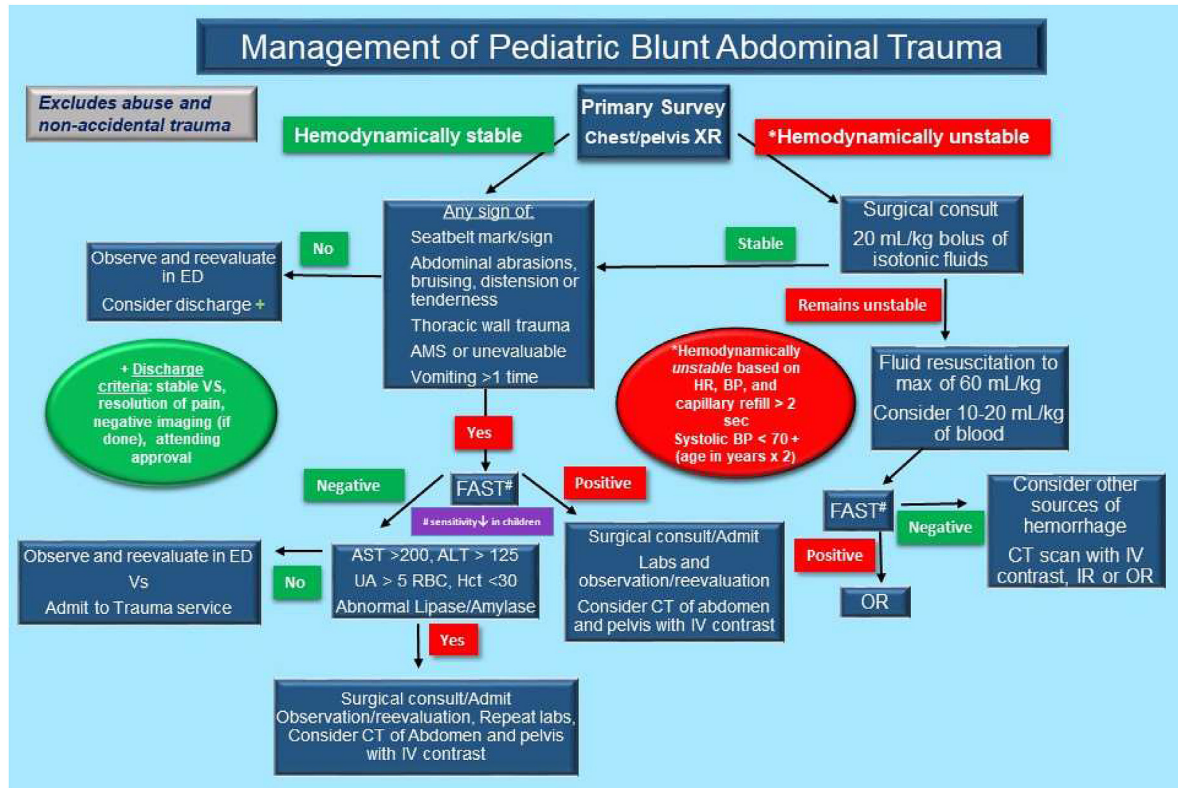 Management of Pediatric Blunt Abdominal Trauma
Excludes abuse and
non-accidental trauma
Primary Survey
Chest/pelvis XR
Hemodynamically stable
*Hemodynamically unstable
Any sign of:
Seatbelt mark/sign
Abdominal abrasions,
bruising, distension or
tenderness
Thoracic wall trauma
AMS or unevaluable
Vomiting >1 time
Surgical consult
20 mL/kg bolus of
isotonic fluids
Stable
No
Observe and reevaluate
in ED
Consider discharge +
Remains unstable
+ Discharge
criteria: stable VS,
resolution of pain,
negative imaging (if
done), attending
approval
*Hemodynamically
unstable based on
HR, BP, and
capillary refill > 2
sec
Systolic BP < 70 +
(age in years x 2)
Fluid resuscitation to
max of 60 mL/kg
Consider 10-20 mL/kg
of blood
Yes
Negative
FAST#
Positive
# sensitivity↓ in children
FAST#
Negative
Consider other
sources of
hemorrhage
CT scan with IV
contrast, IR or OR
Positive
OR
Observe and reevaluate in ED
Vs
Admit to Trauma service
No
AST >200, ALT > 125
UA > 5 RBC, Hct <30
Abnormal Lipase/Amylase
Surgical consult/Admit
Labs and
observation/reevaluation
Consider CT of abdomen
and pelvis with IV contrast
Yes
Surgical consult/Admit
Observation/reevaluation, Repeat labs,
Consider CT of Abdomen and pelvis
with IV contrast